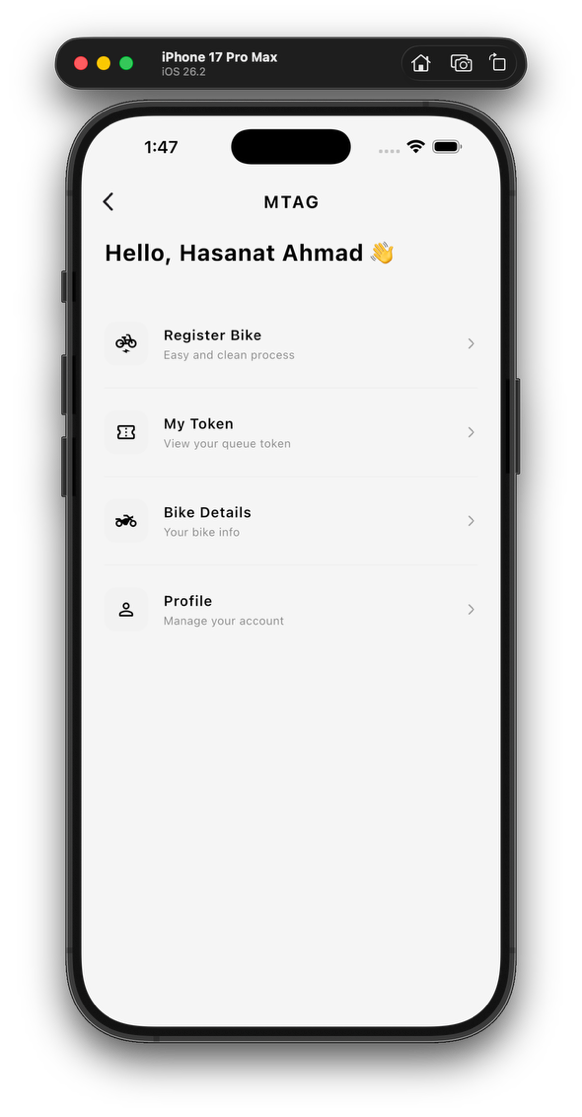 iPhone 17 Pro Max
iOS 26.2
1:47
MTAG
Hello, Hasanat Ahmad 👋
Register Bike
Easy and clean process
My Token
View your queue token
Bike Details
Your bike info
Profile
Manage your account